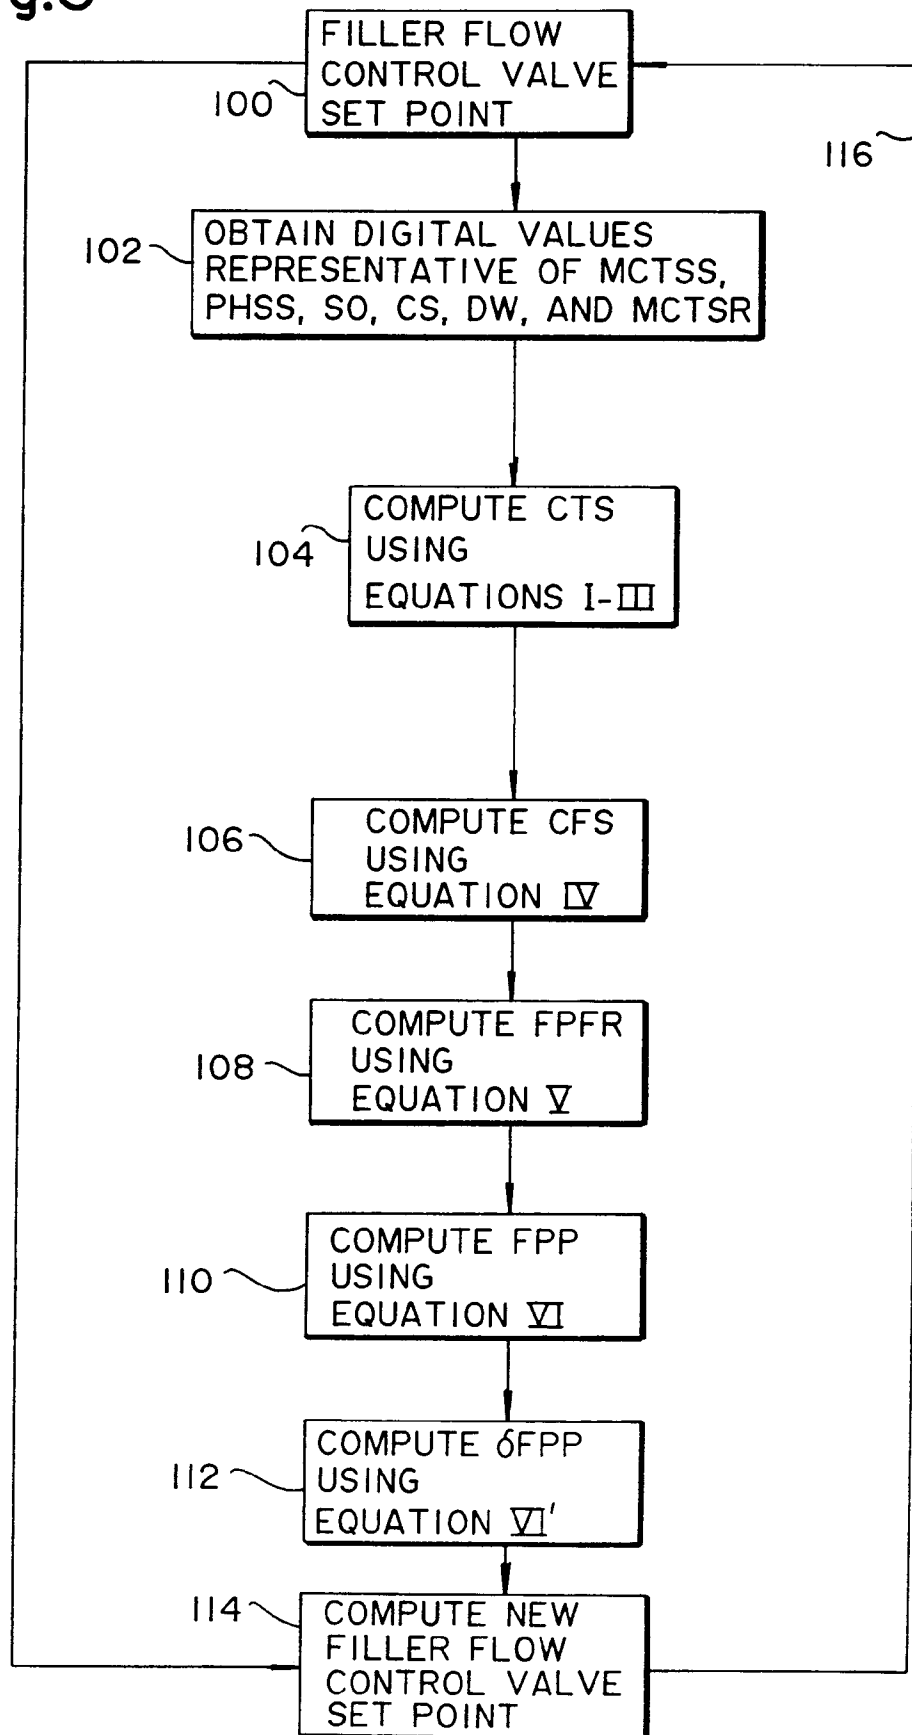 g.8
FILLER FLOW
CONTROL VALVE
SET POINT
100
116
102
OBTAIN DIGITAL VALUES
REPRESENTATIVE OF MCTSS,
PHSS, SO, CS, DW, AND MCTSR
104
COMPUTE CTS
USING
EQUATIONS I-III
106
COMPUTE CFS
USING
EQUATION IV
108
COMPUTE FPFR
USING
EQUATION V
110
COMPUTE FPP
USING
EQUATION VI
112
COMPUTE δFPP
USING
EQUATION VI'
114
COMPUTE NEW
FILLER FLOW
CONTROL VALVE
SET POINT